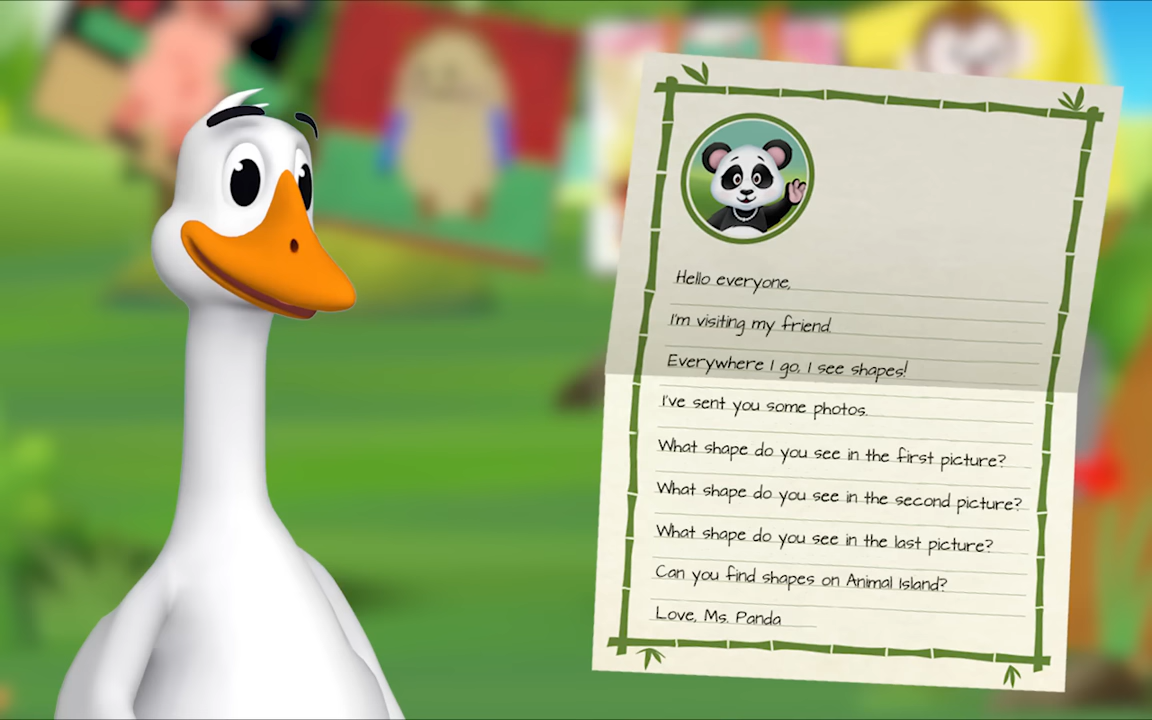 Hello everyone,
I'm visiting my friend.
Everywhere I go, I see shapes!
I've sent you some photos.
What shape do you see in the first picture?
What shape do you see in the second picture?
What shape do you see in the last picture?
Can you find shapes on Animal Island?
Love, Ms. Panda